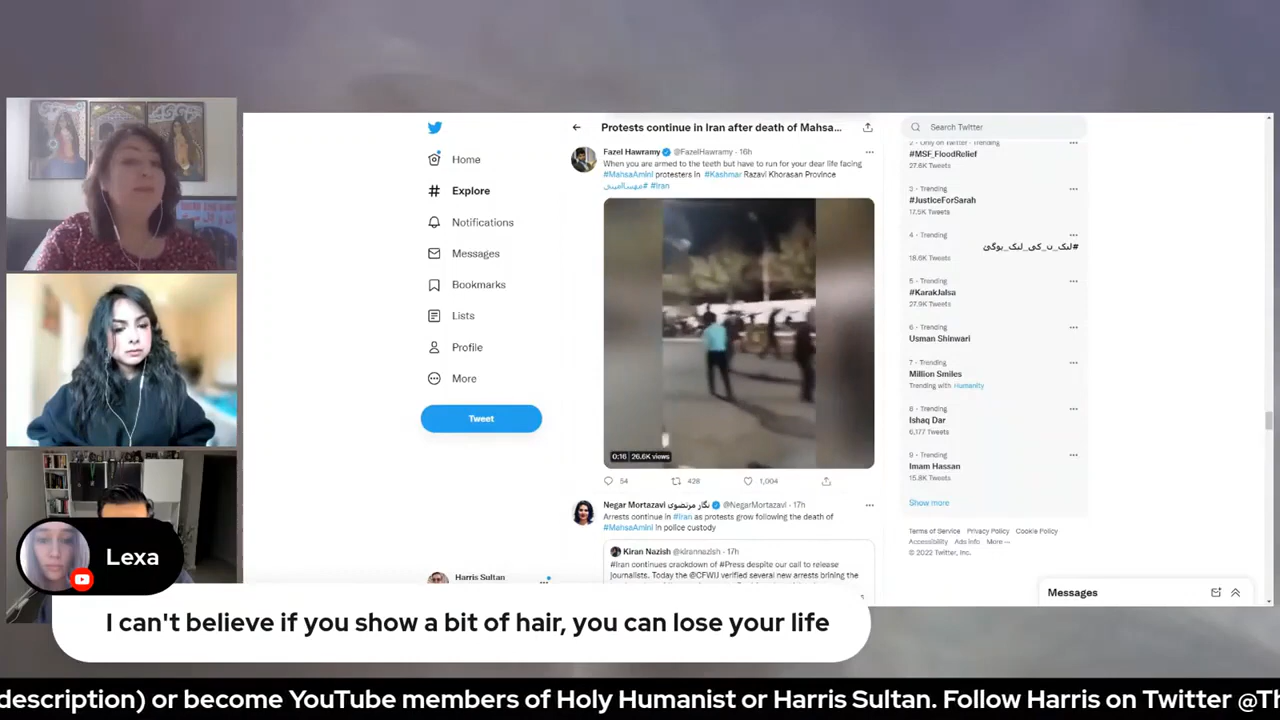 Home
Explore
Notifications
Messages
Bookmarks
Lists
Profile
More
Tweet
Harris Sultan
Protests continue in Iran after death of Mahsa...
Fazel Hawramy @FazelHawramy · 16h
When you are armed to the teeth but have to run for your dear life facing
#MahsaAmini protesters in #Kashmar Razavi Khorasan Province
#مهساامینی #Iran
0:16 | 26.6K views
54 428 1,004
Negar Mortazavi نگار مرتضوی @NegarMortazavi · 17h
Arrests continue in #Iran as protests grow following the death of
#MahsaAmini in police custody
Kiran Nazish @kirannazish · 17h
#Iran continues crackdown of #Press despite our call to release
journalists. Today the @CFWIJ verified several new arrests brining the
Search Twitter
2 · Only on Twitter · Trending
#MSF_FloodRelief
27.6K Tweets
3 · Trending
#JusticeForSarah
17.5K Tweets
4 · Trending
18.6K Tweets
5 · Trending
#KarakJalsa
27.9K Tweets
6 · Trending
Usman Shinwari
7 · Trending
Million Smiles
Trending with Humanity
8 · Trending
Ishaq Dar
6,177 Tweets
9 · Trending
Imam Hassan
15.8K Tweets
Show more
Terms of Service Privacy Policy Cookie Policy
Accessibility Ads info More ···
© 2022 Twitter, Inc.
Messages
Lexa
I can't believe if you show a bit of hair, you can lose your life
description) or become YouTube members of Holy Humanist or Harris Sultan. Follow Harris on Twitter @Th